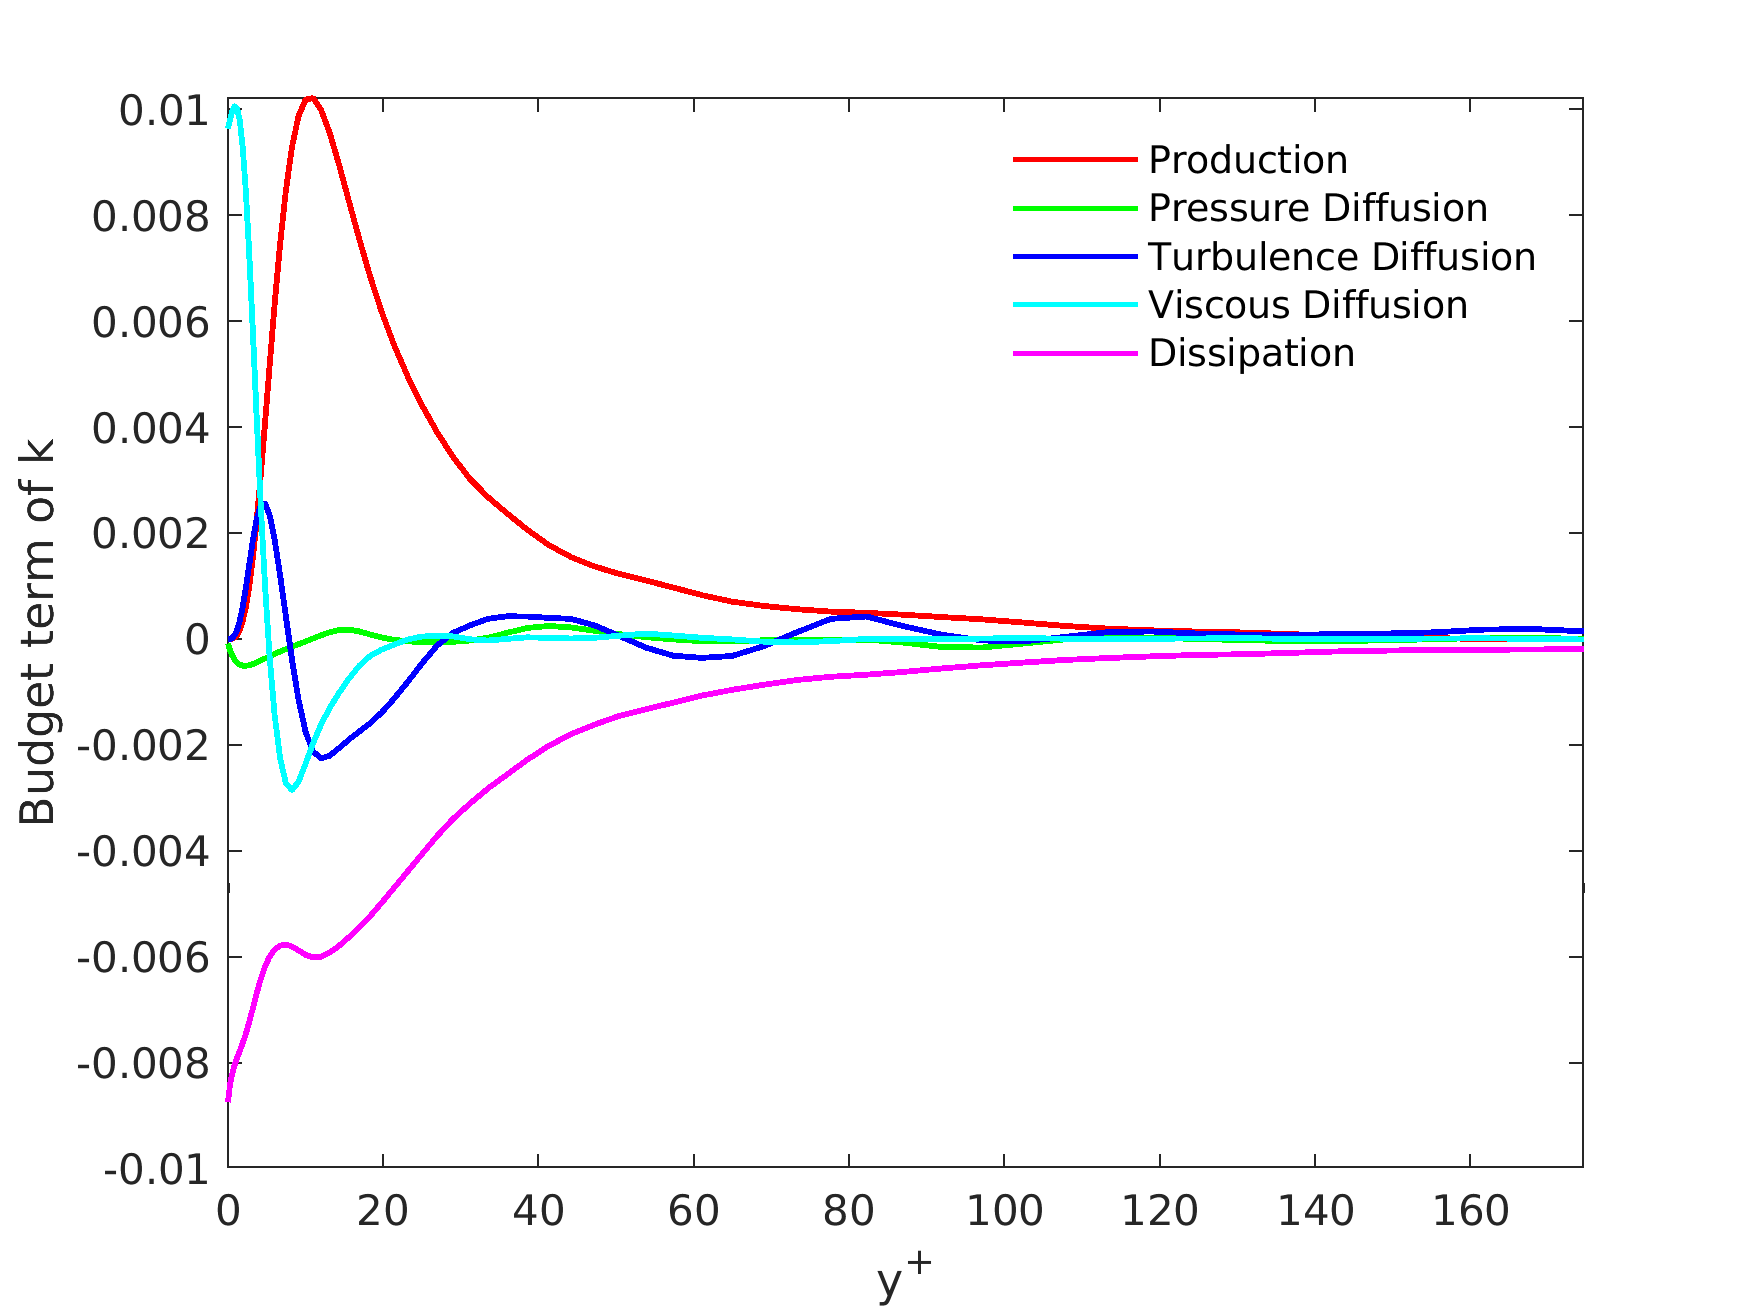 0.01
0.008
0.006
0.004
0.002
0
-0.002
-0.004
-0.006
-0.008
-0.01
Budget term of k
Production
Pressure Diffusion
Turbulence Diffusion
Viscous Diffusion
Dissipation
0 20 40 60 80 100 120 140 160
y⁺